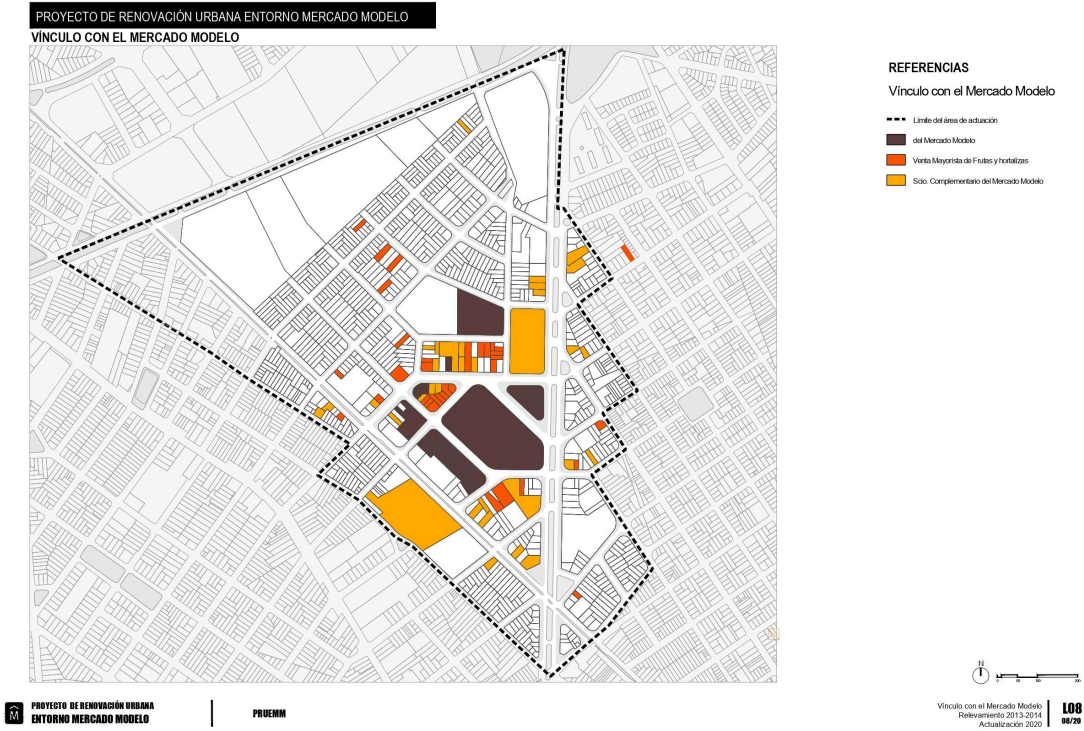 PROYECTO DE RENOVACIÓN URBANA ENTORNO MERCADO MODELO
VÍNCULO CON EL MERCADO MODELO
REFERENCIAS
Vínculo con el Mercado Modelo
Límite del área de actuación
del Mercado Modelo
Venta Mayorista de Frutas y hortalizas
Scio. Complementario del Mercado Modelo
N
0
200
PROYECTO DE RENOVACIÓN URBANA
ENTORNO MERCADO MODELO
PRUEMM
Vínculo con el Mercado Modelo
Relevamiento 2013-2014
Actualización 2020
L08
08/20